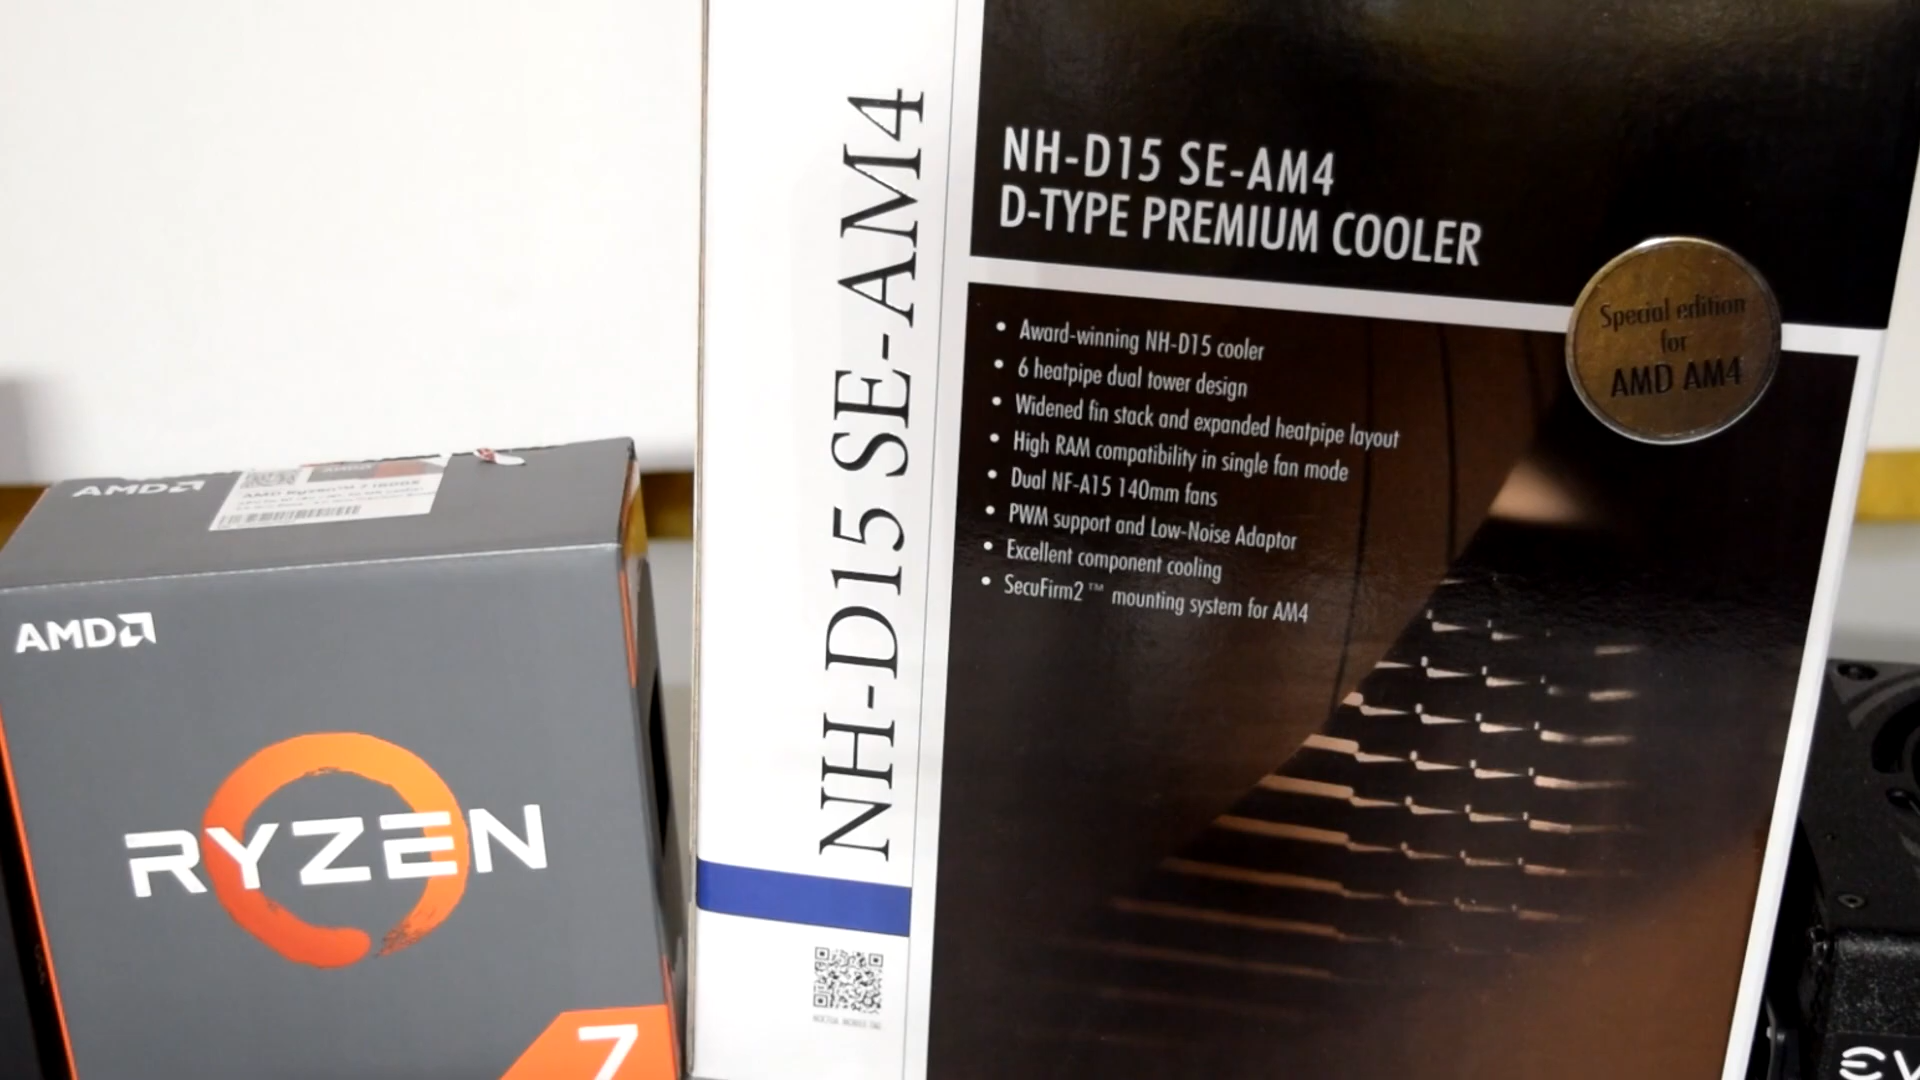 AMD
AMD
RYZEN
7
NH-D15 SE-AM4
NH-D15 SE-AM4
D-TYPE PREMIUM COOLER
Special edition
for
AMD AM4
• Award-winning NH-D15 cooler
• 6 heatpipe dual tower design
• Widened fin stack and expanded heatpipe layout
• High RAM compatibility in single fan mode
• Dual NF-A15 140mm fans
• PWM support and Low-Noise Adaptor
• Excellent component cooling
• SecuFirm2™ mounting system for AM4